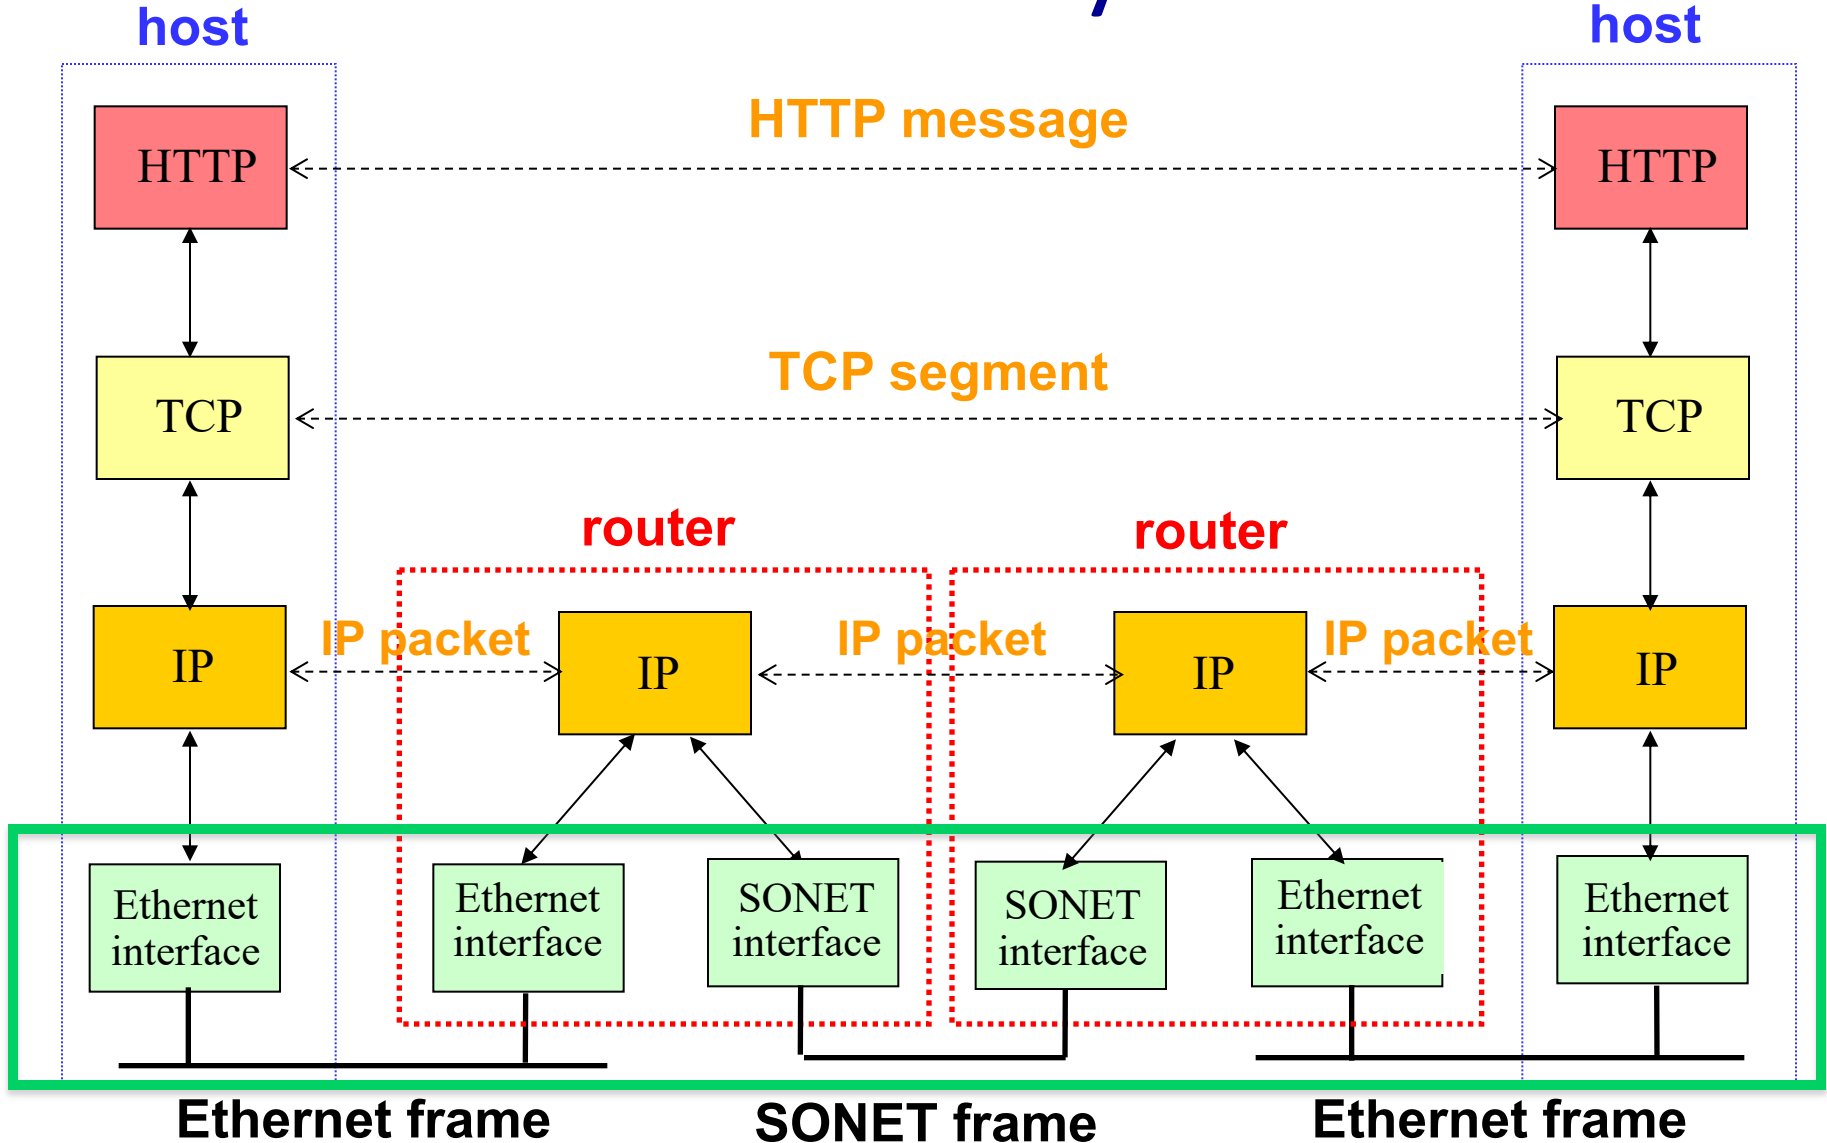 host
host
HTTP message
HTTP
HTTP
TCP segment
TCP
TCP
router
router
IP packet
IP packet
IP packet
IP
IP
IP
IP
Ethernet
interface
Ethernet
interface
SONET
interface
SONET
interface
Ethernet
interface
Ethernet
interface
Ethernet frame
SONET frame
Ethernet frame